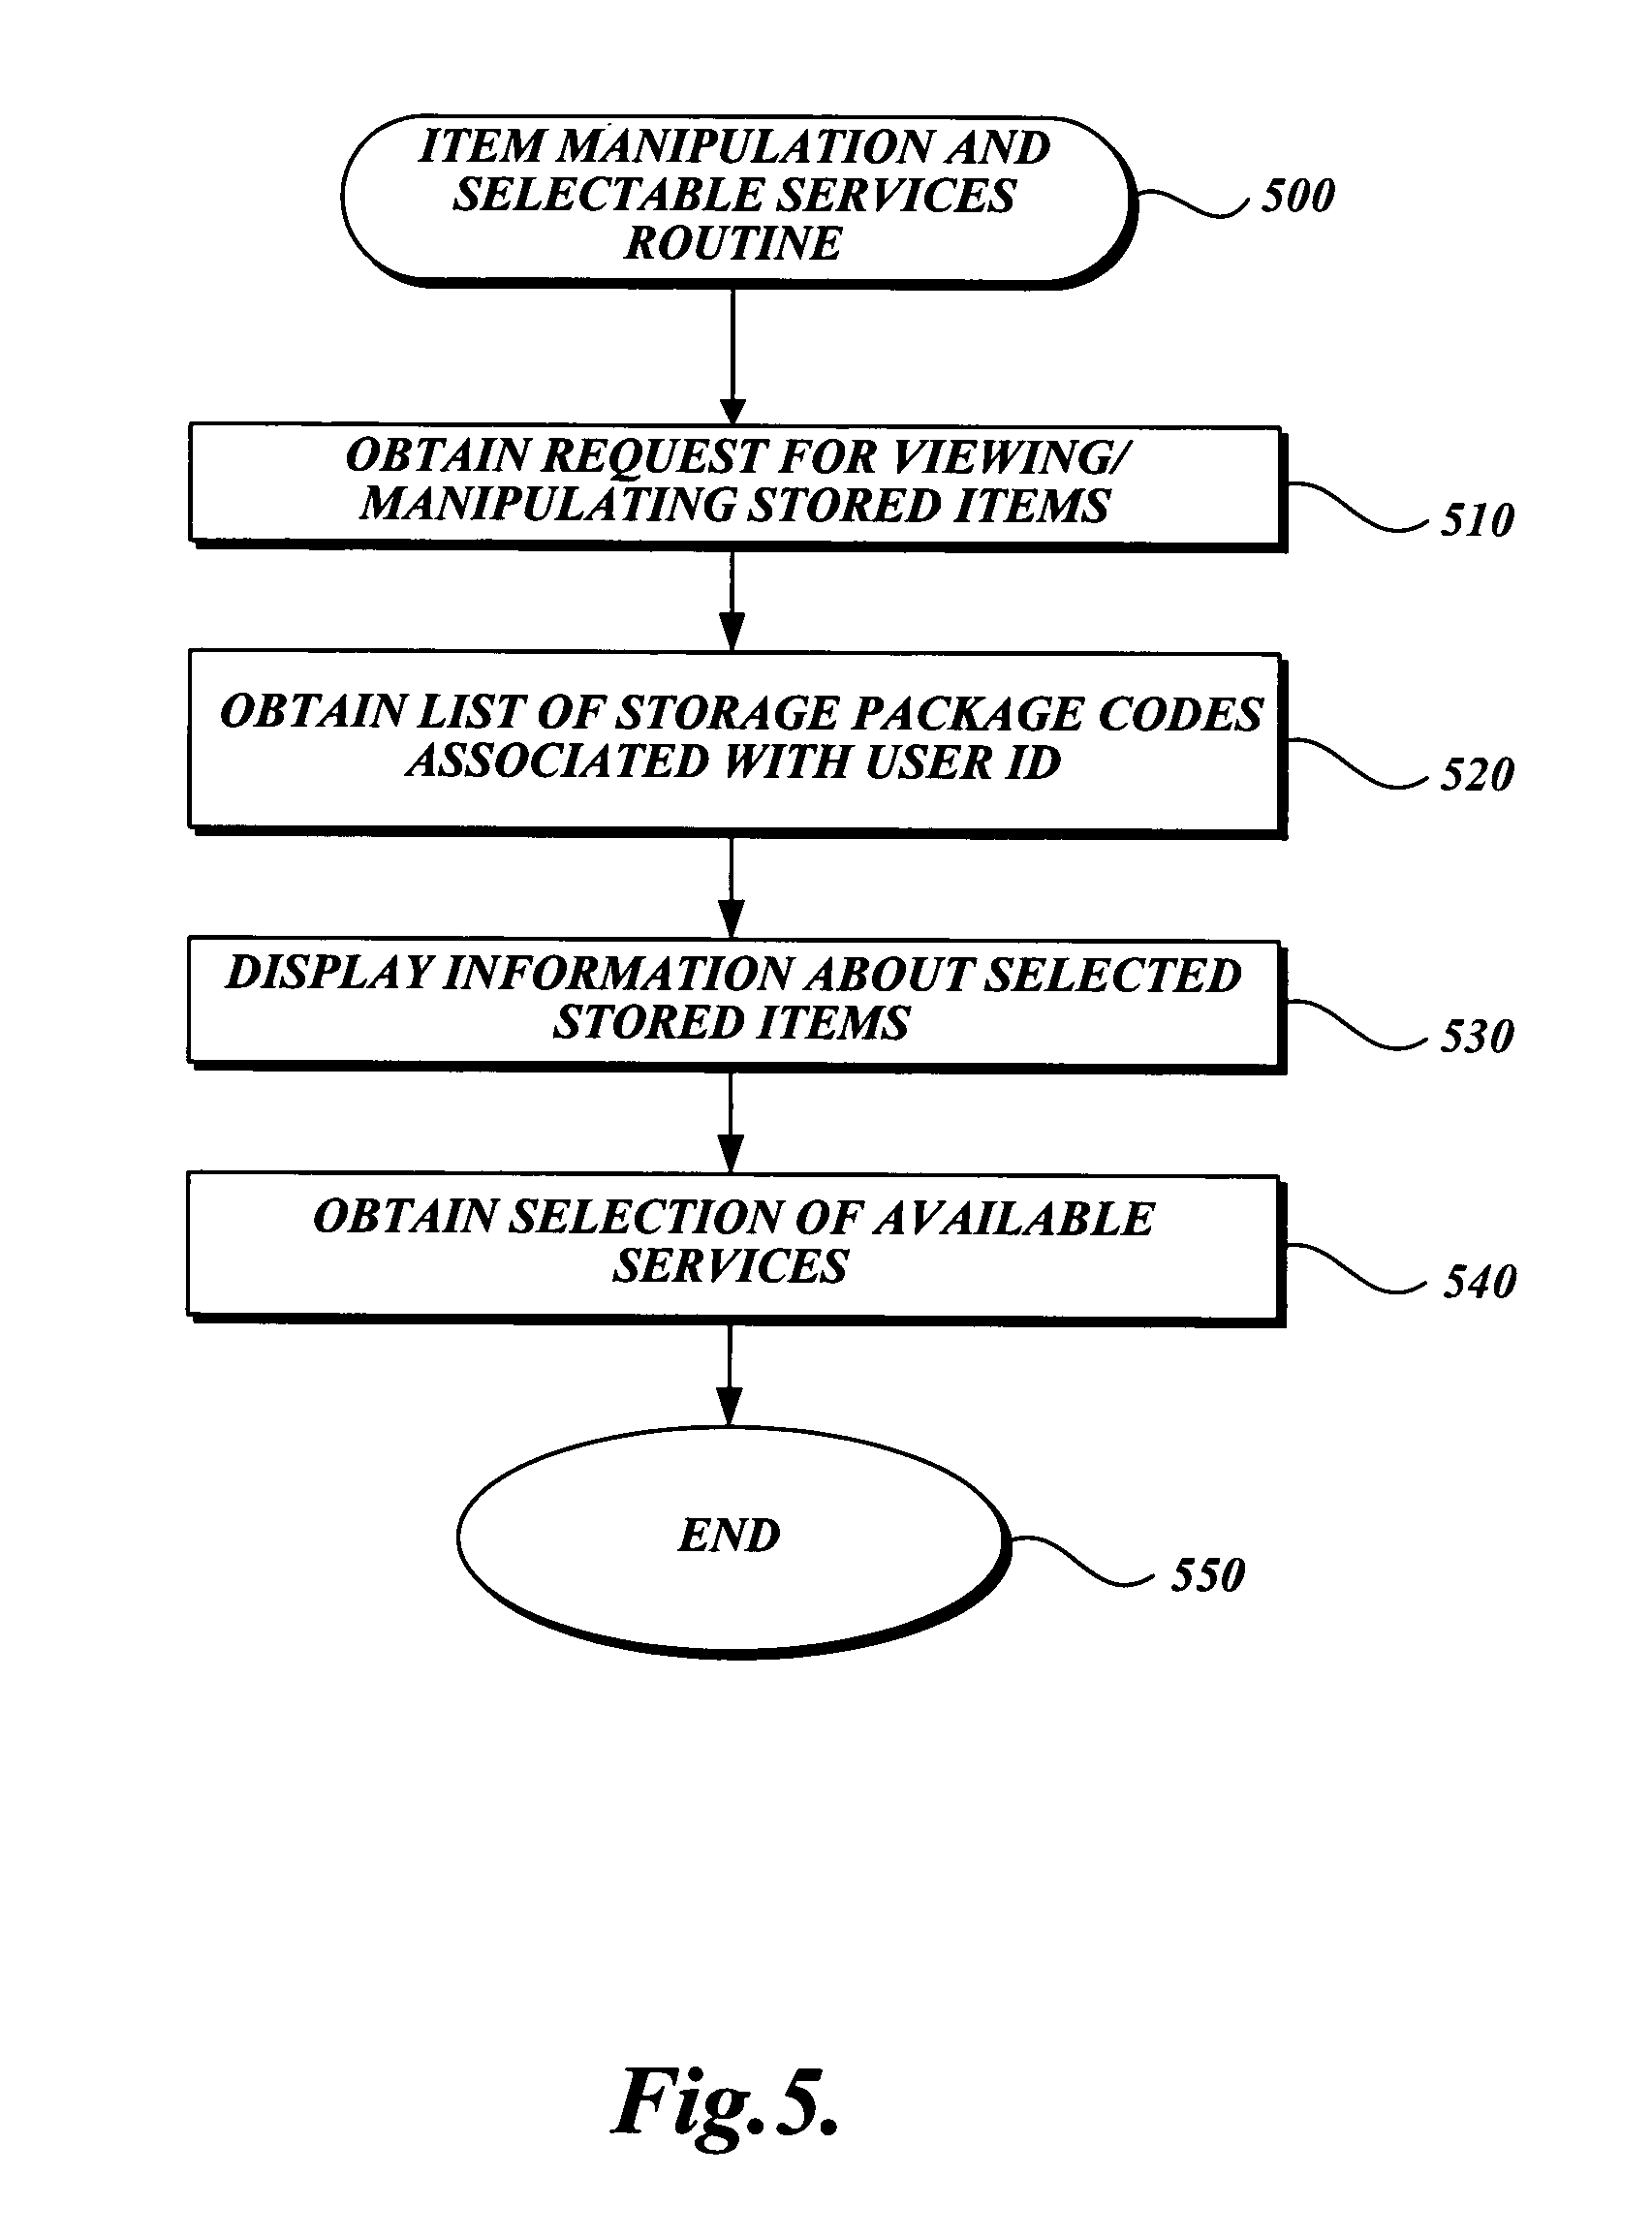 ITEM MANIPULATION AND
SELECTABLE SERVICES
ROUTINE
500
OBTAIN REQUEST FOR VIEWING/
MANIPULATING STORED ITEMS
510
OBTAIN LIST OF STORAGE PACKAGE CODES
ASSOCIATED WITH USER ID
520
DISPLAY INFORMATION ABOUT SELECTED
STORED ITEMS
530
OBTAIN SELECTION OF AVAILABLE
SERVICES
540
END
550
Fig.5.